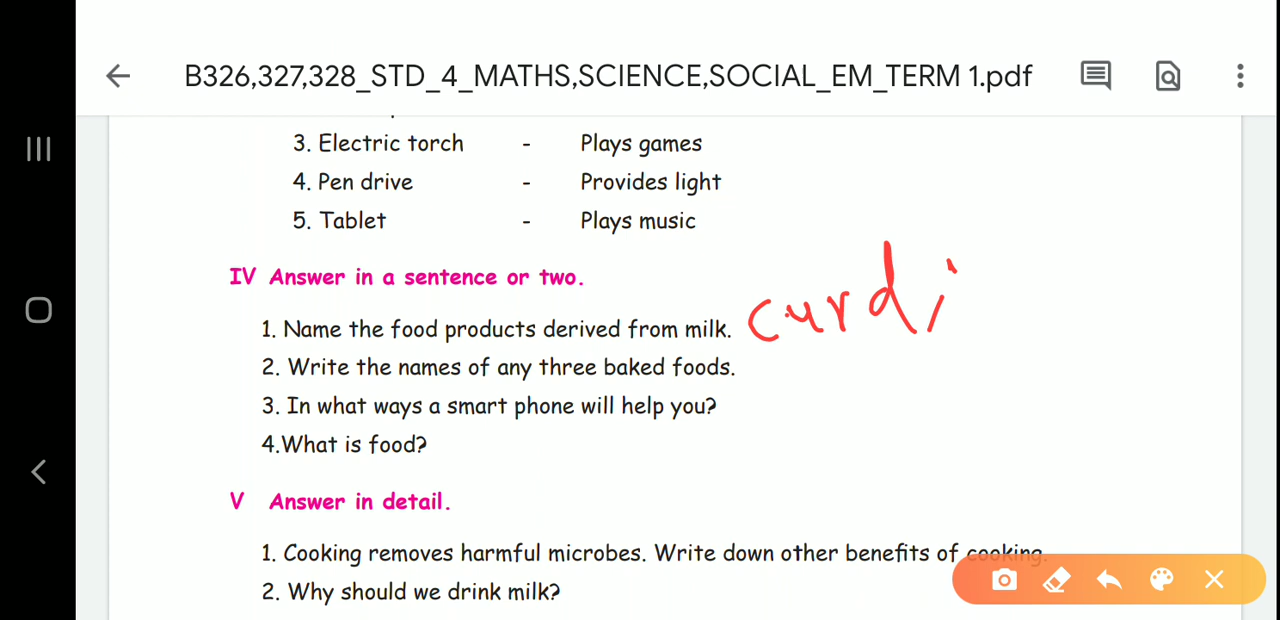 B326,327,328_STD_4_MATHS,SCIENCE,SOCIAL_EM_TERM 1.pdf
3. Electric torch - Plays games
4. Pen drive - Provides light
5. Tablet - Plays music
IV Answer in a sentence or two.
1. Name the food products derived from milk. curd,
2. Write the names of any three baked foods.
3. In what ways a smart phone will help you?
4.What is food?
V Answer in detail.
1. Cooking removes harmful microbes. Write down other benefits of cooking.
2. Why should we drink milk?